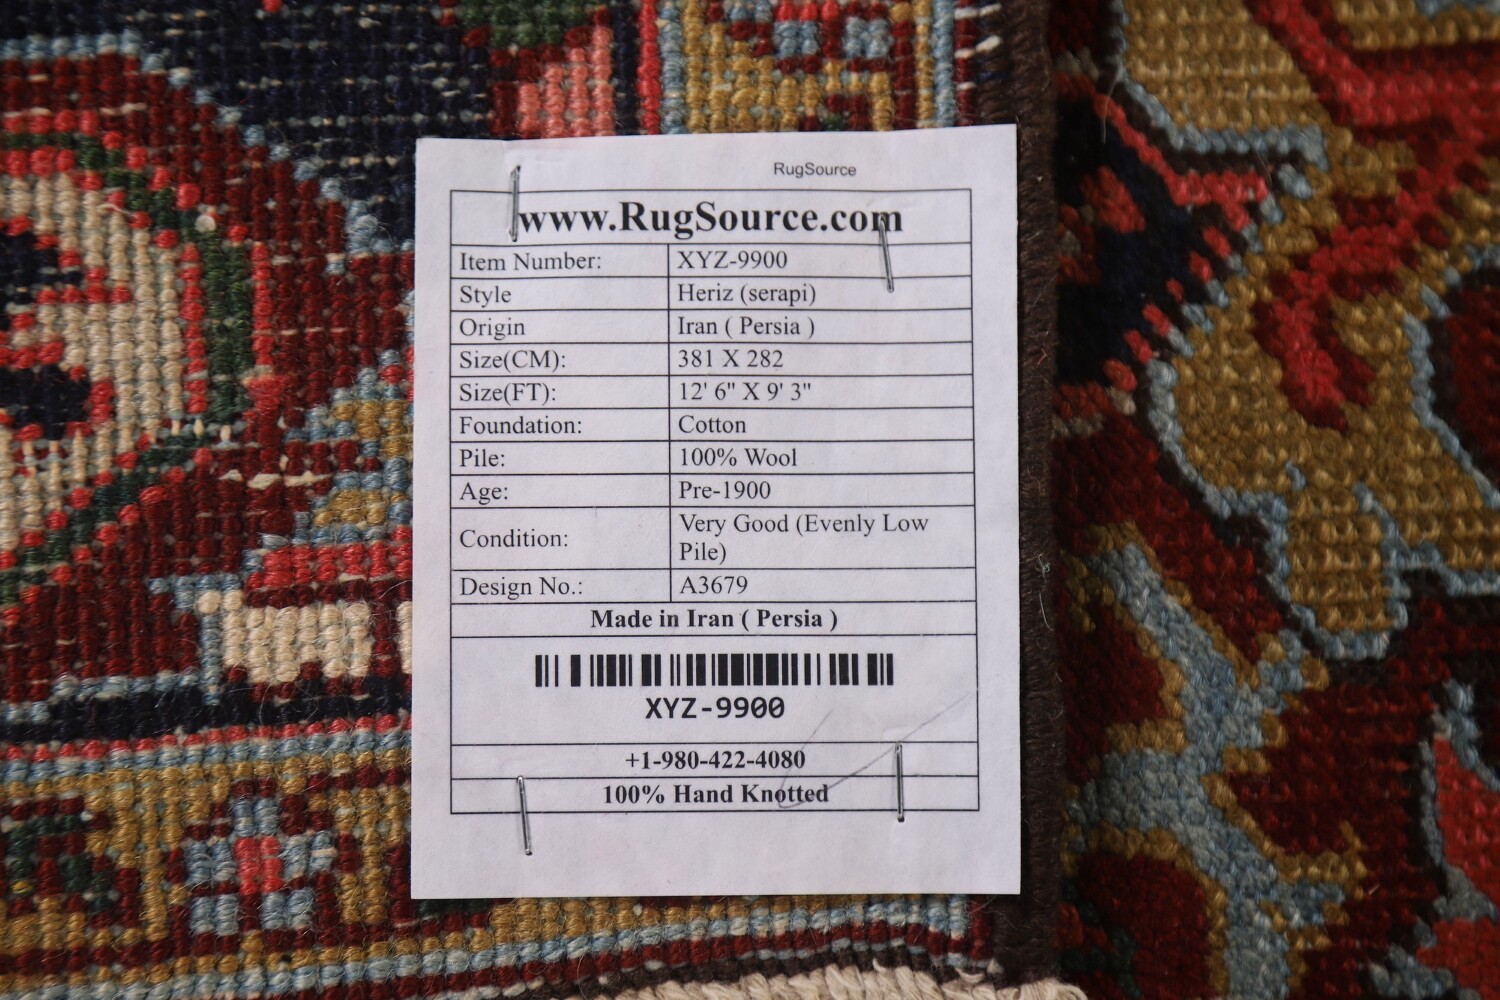 RugSource
www.RugSource.com
Item Number: XYZ-9900
Style Heriz (serapi)
Origin Iran ( Persia )
Size(CM): 381 X 282
Size(FT): 12' 6" X 9' 3"
Foundation: Cotton
Pile: 100% Wool
Age: Pre-1900
Condition: Very Good (Evenly Low
Pile)
Design No.: A3679
Made in Iran ( Persia )
XYZ-9900
+1-980-422-4080
100% Hand Knotted